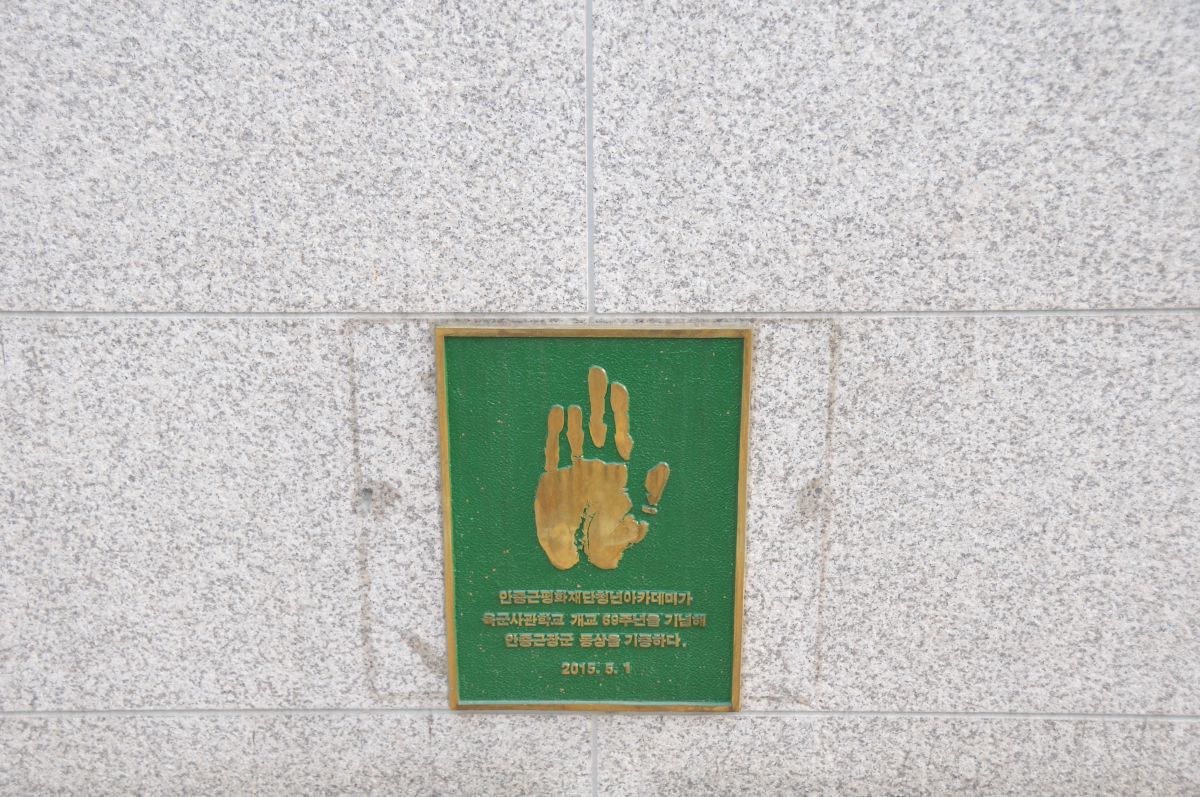 안중근평화재단청년아카데미가
육군사관학교 개교 69주년을 기념해
안중근장군 동상을 기증하다.
2015. 5. 1